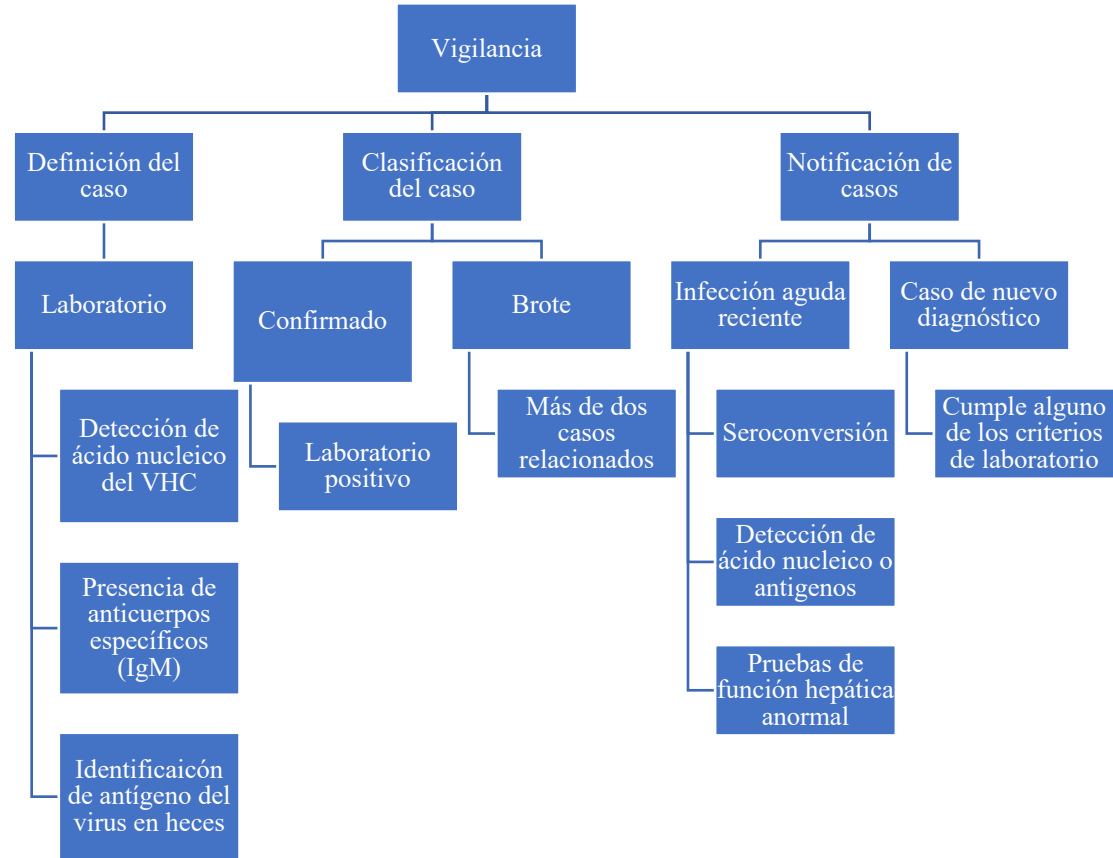 Vigilancia
Definición del
caso
Clasificación
del caso
Notificación de
casos
Laboratorio
Confirmado
Brote
Infección aguda
reciente
Caso de nuevo
diagnóstico
Detección de
ácido nucleico
del VHC
Laboratorio
positivo
Más de dos
casos
relacionados
Seroconversión
Cumple alguno
de los criterios
de laboratorio
Presencia de
anticuerpos
específicos
(IgM)
Detección de
ácido nucleico o
antigenos
Identificaicón
de antígeno del
virus en heces
Pruebas de
función hepática
anormal